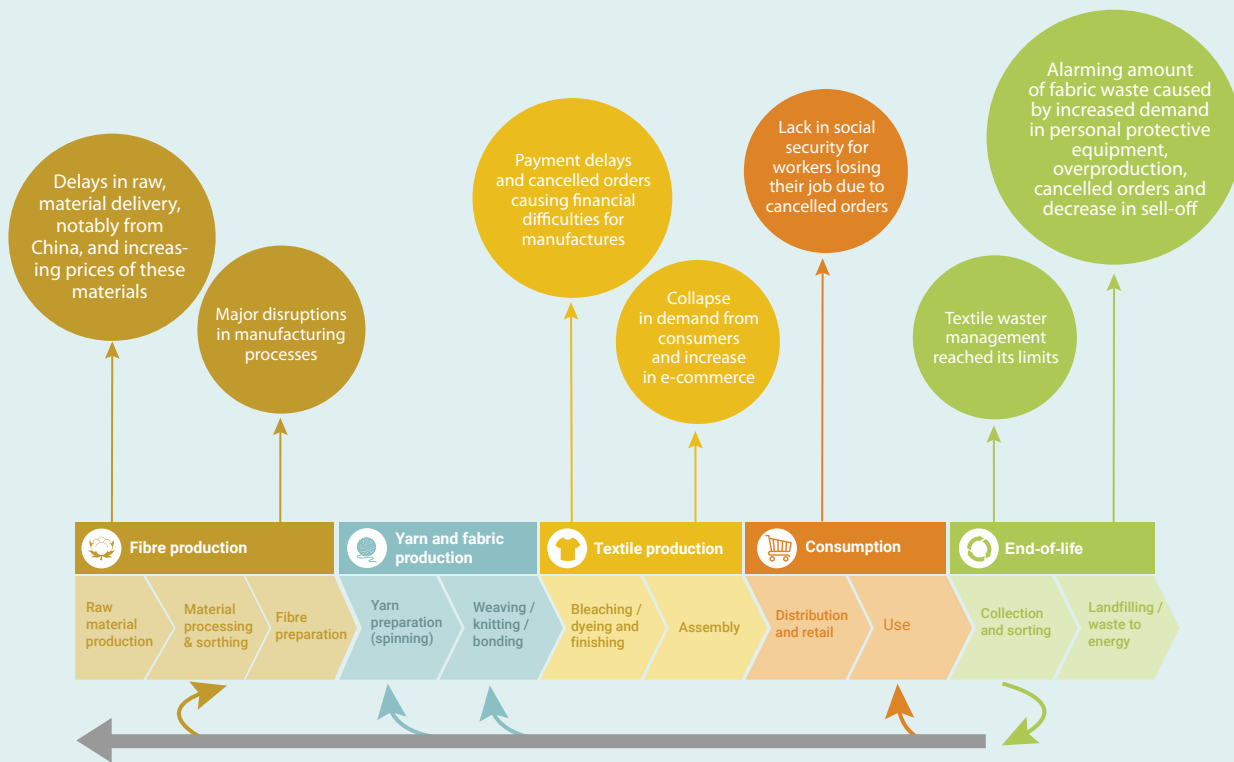 Delays in raw,
material delivery,
notably from
China, and increas-
ing prices of these
materials
Major disruptions
in manufacturing
processes
Payment delays
and cancelled orders
causing financial
difficulties for
manufactures
Collapse
in demand from
consumers
and increase
in e-commerce
Lack in social
security for
workers losing
their job due to
cancelled orders
Textile waster
management
reached its limits
Alarming amount
of fabric waste caused
by increased demand
in personal protective
equipment,
overproduction,
cancelled orders and
decrease in sell-off
Fibre production
Yarn and fabric
production
Textile production
Consumption
End-of-life
Raw
material
production
Material
processing
& sorthing
Fibre
preparation
Yarn
preparation
(spinning)
Weaving /
knitting /
bonding
Bleaching /
dyeing and
finishing
Assembly
Distribution
and retail
Use
Collection
and sorting
Landfilling /
waste to
energy